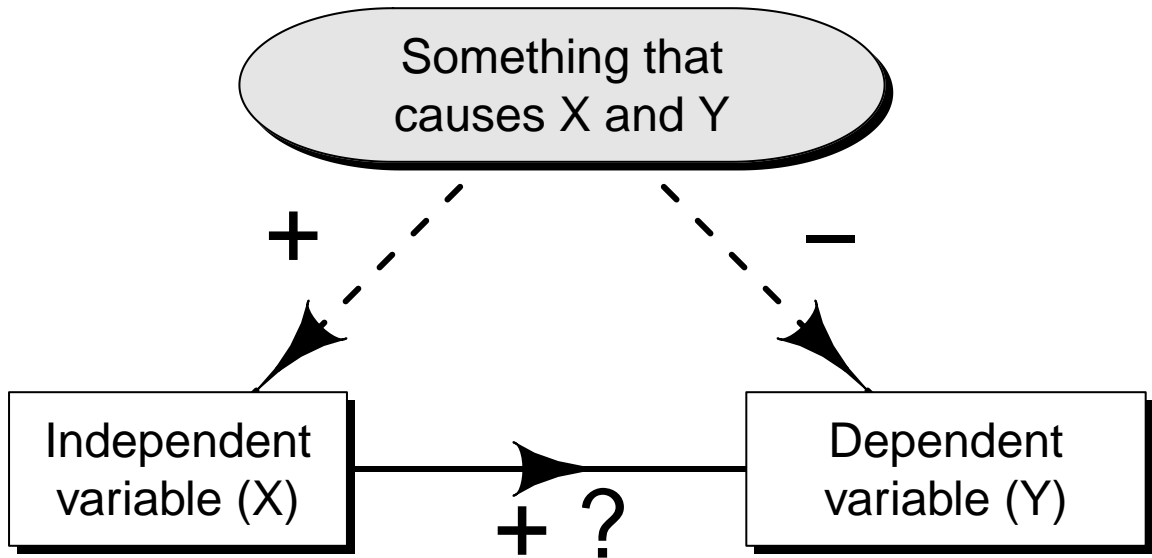 Something that
causes X and Y
+
–
Independent
variable (X)
Dependent
variable (Y)
+ ?